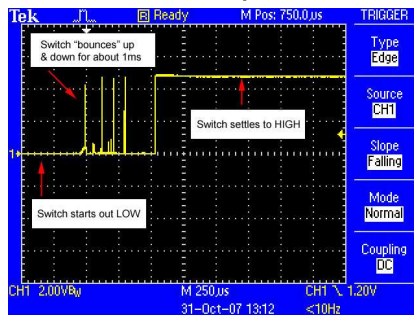 Tek R Ready M Pos: 750.0us TRIGGER
Type
Edge
Switch "bounces" up
& down for about 1ms
Source
CH1
Switch settles to HIGH
Slope
Falling
1
Mode
Normal
Switch starts out LOW
Coupling
DC
CH1 2.00VBw M 250us CH1 1.20V
31-Oct-07 13:12 <10Hz